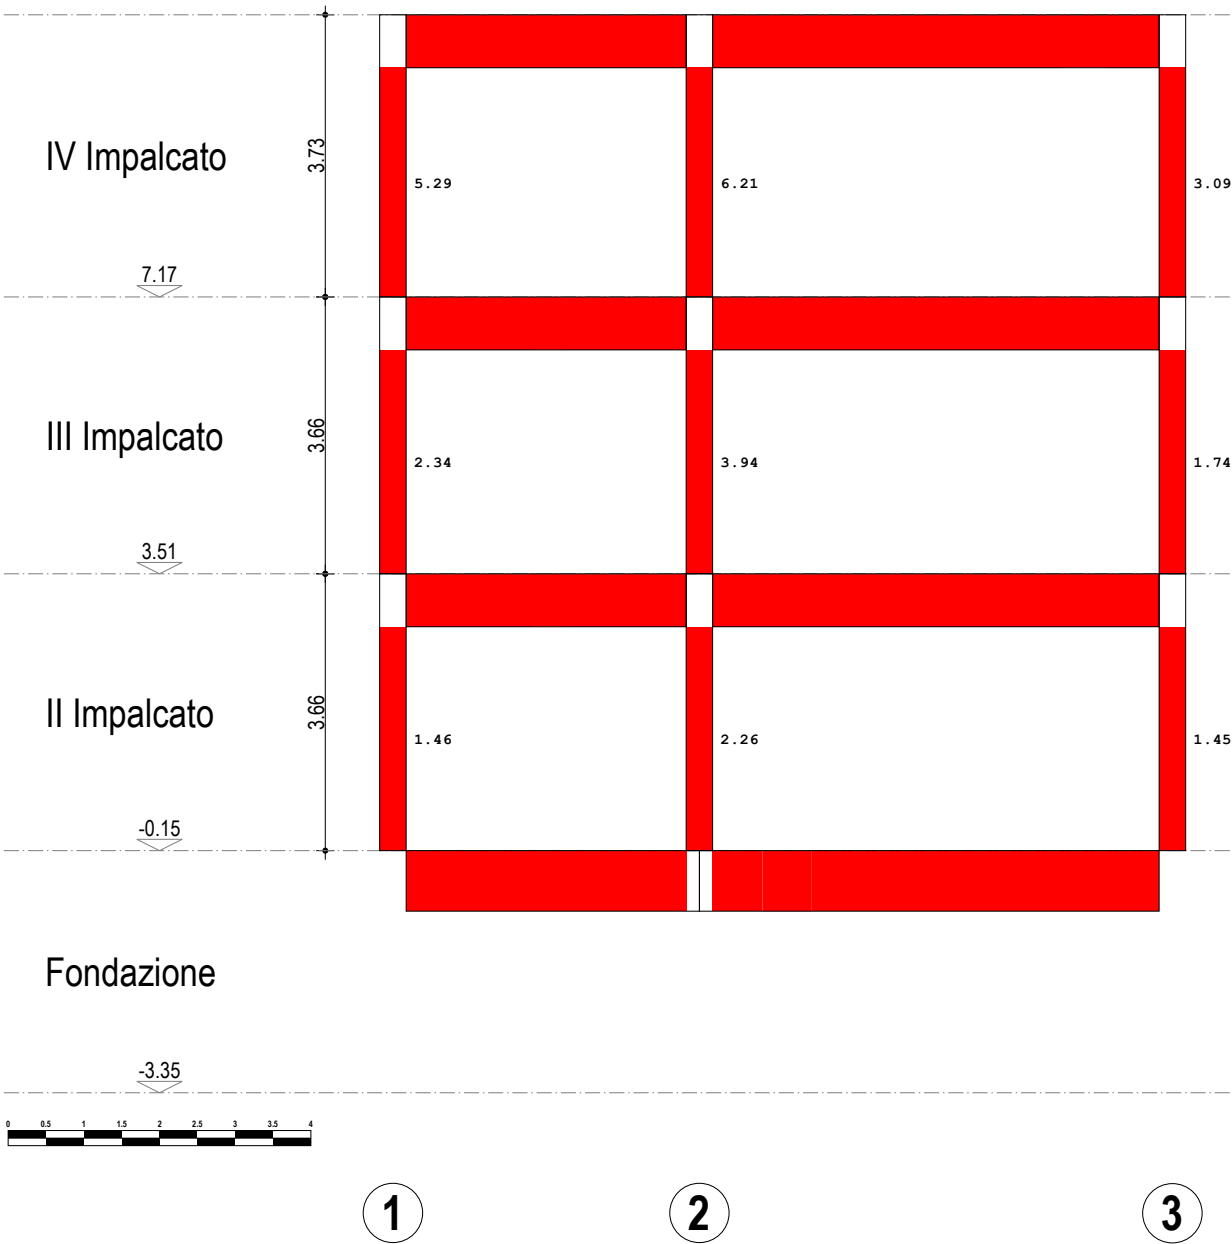 3.73
IV Impalcato
5.29 6.21 3.09
7.17
3.66
III Impalcato
2.34 3.94 1.74
3.51
3.66
II Impalcato
1.46 2.26 1.45
-0.15
Fondazione
-3.35
0 0.5 1 1.5 2 2.5 3 3.5 4
1 2 3